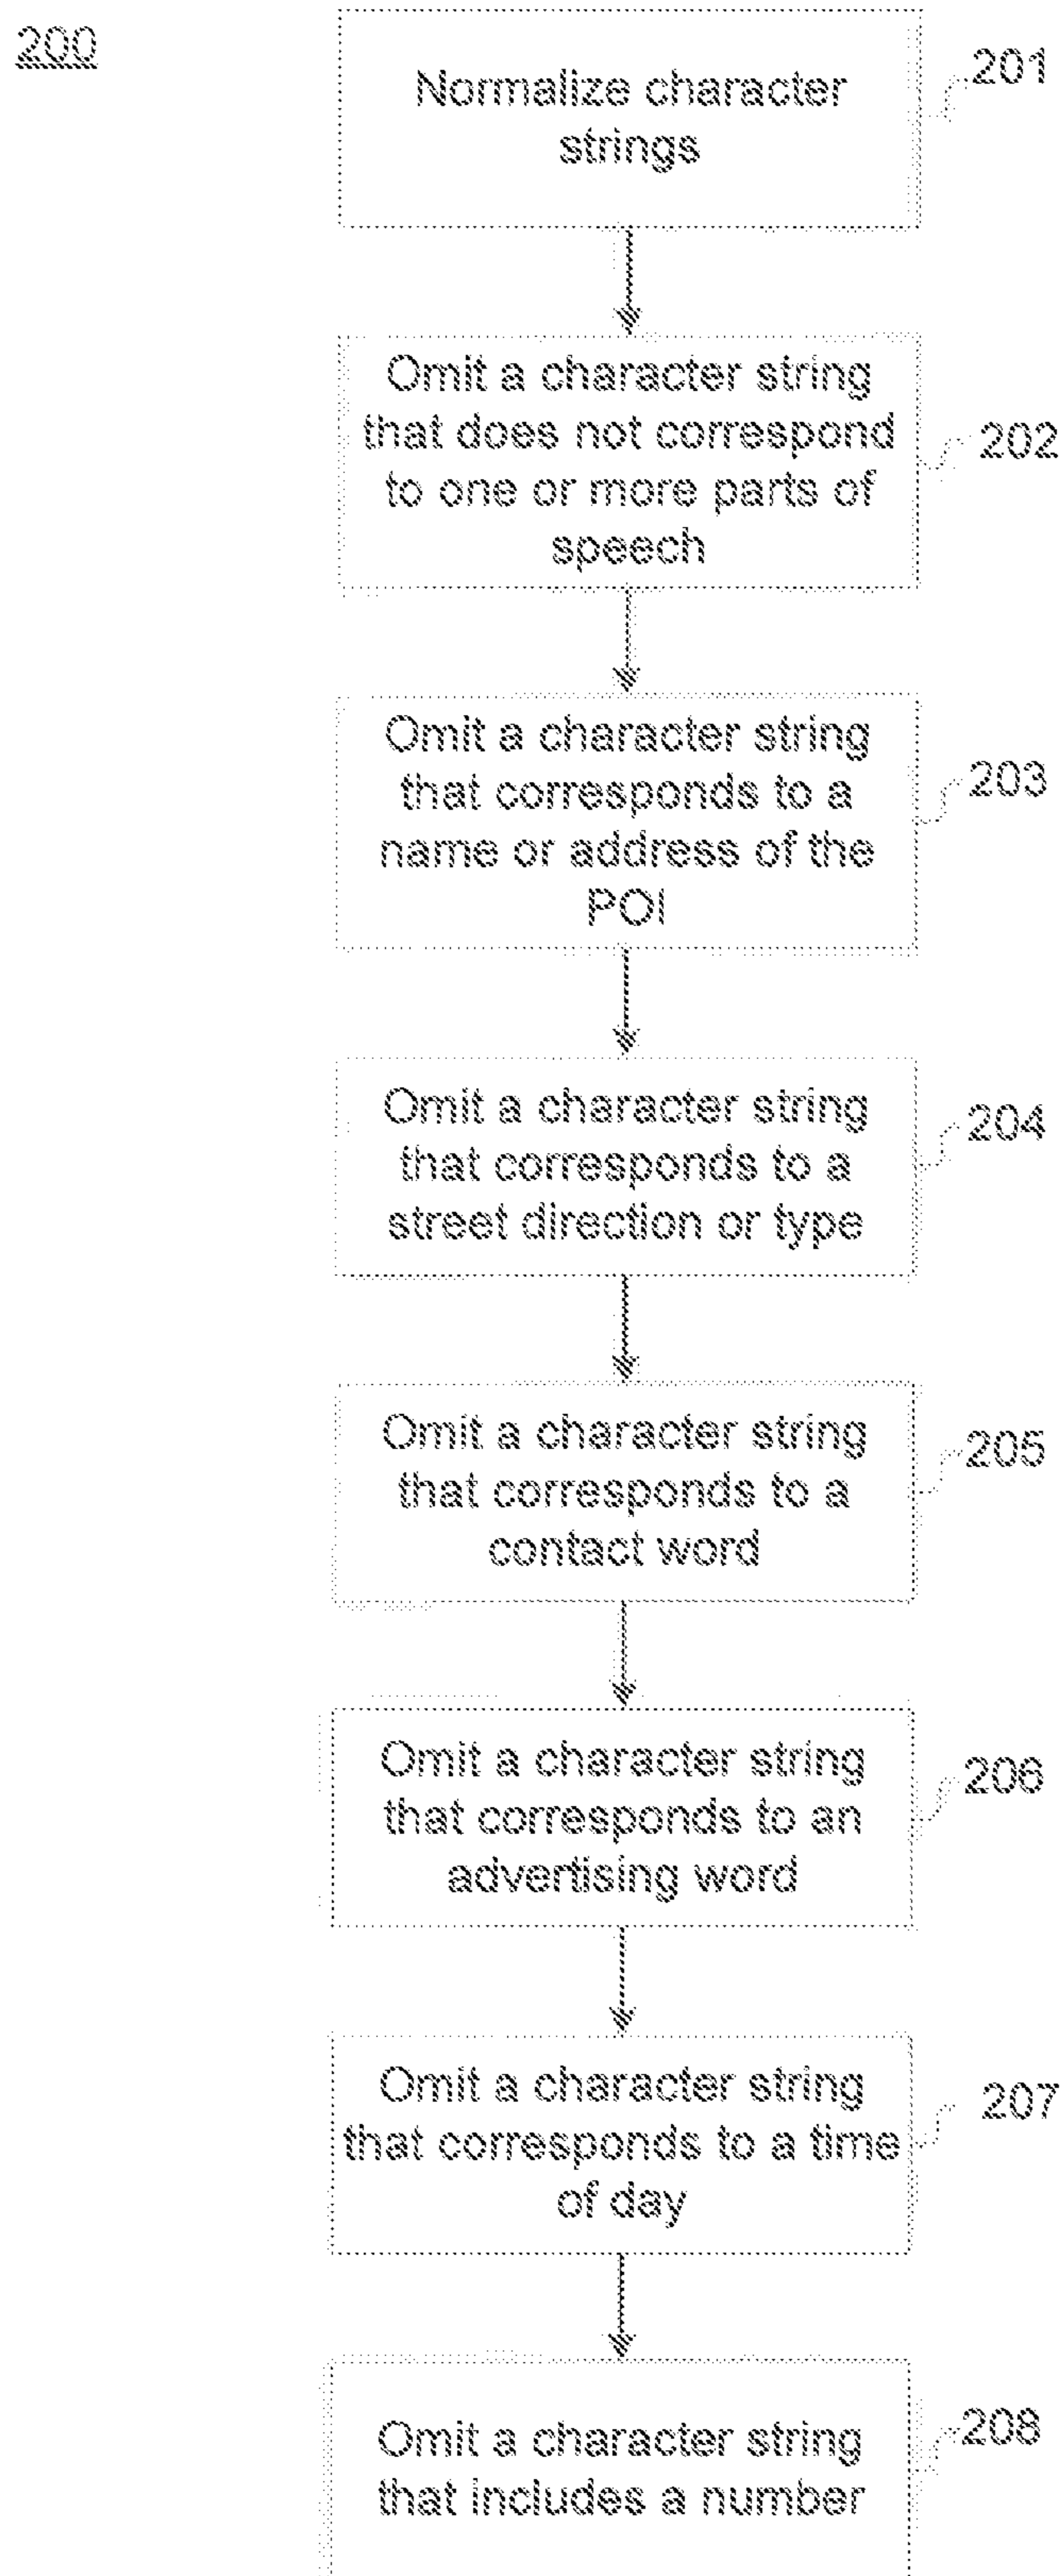 200
Normalize character
strings
201
Omit a character string
that does not correspond
to one or more parts of
speech
202
Omit a character string
that corresponds to a
name or address of the
POI
203
Omit a character string
that corresponds to a
street direction or type
204
Omit a character string
that corresponds to a
contact word
205
Omit a character string
that corresponds to an
advertising word
206
Omit a character string
that corresponds to a time
of day
207
Omit a character string
that includes a number
208